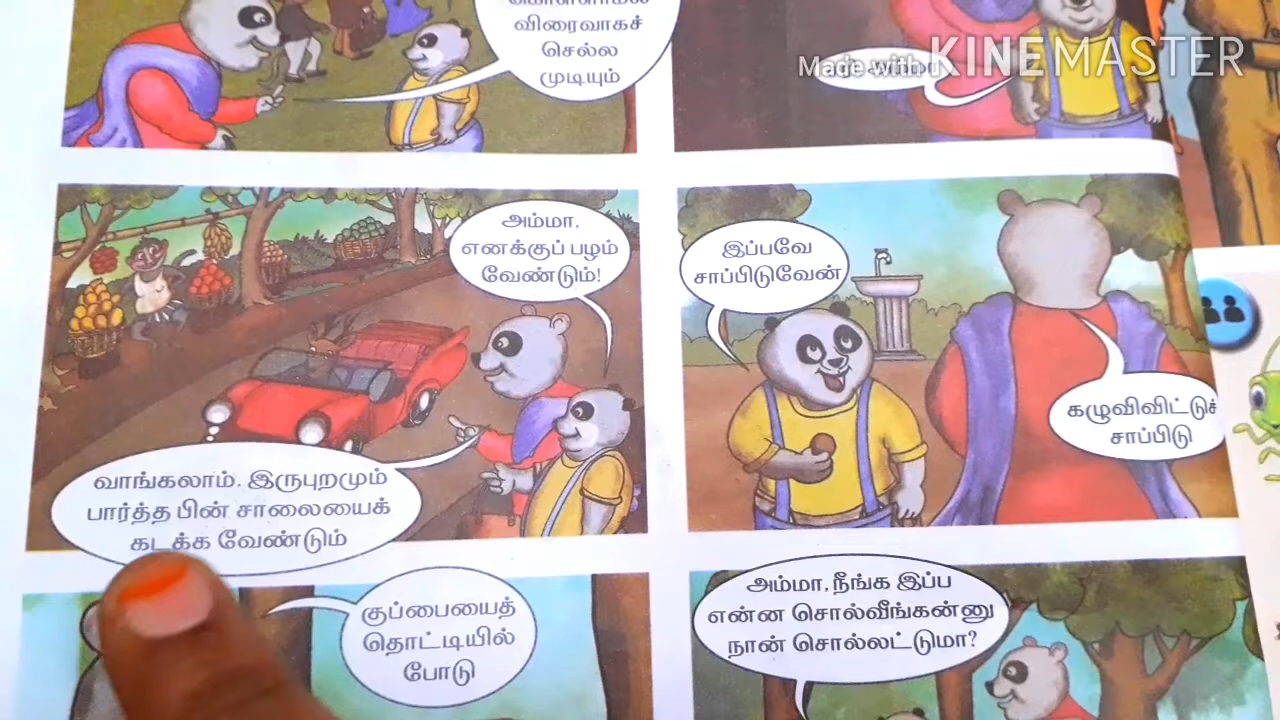 விரைவாகச்
செல்ல
முடியும்
Made with KINEMASTER
அம்மா,
எனக்குப் பழம்
வேண்டும்!
வாங்கலாம். இருபுறமும்
பார்த்த பின் சாலையைக்
கடக்க வேண்டும்
இப்பவே
சாப்பிடுவேன்
கழுவிவிட்டுச்
சாப்பிடு
குப்பையைத்
தொட்டியில்
போடு
அம்மா, நீங்க இப்ப
என்ன சொல்வீங்கன்னு
நான் சொல்லட்டுமா?